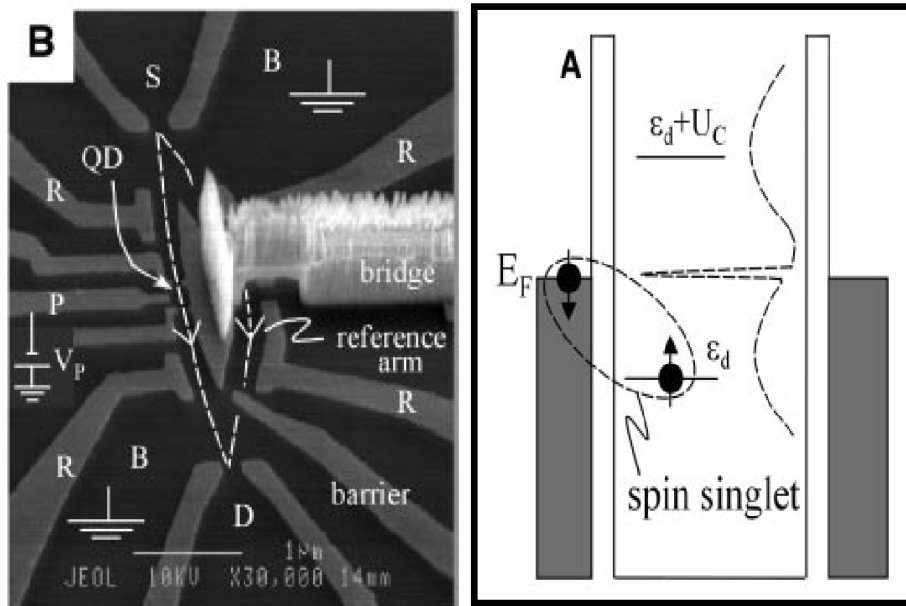 B
S
B
QD
R
R
bridge
P
reference
arm
V_P
R
R
B
D
barrier
1μm
JEOL 10KV X30,000 14mm
A
ε_d+U_C
E_F
ε_d
spin singlet